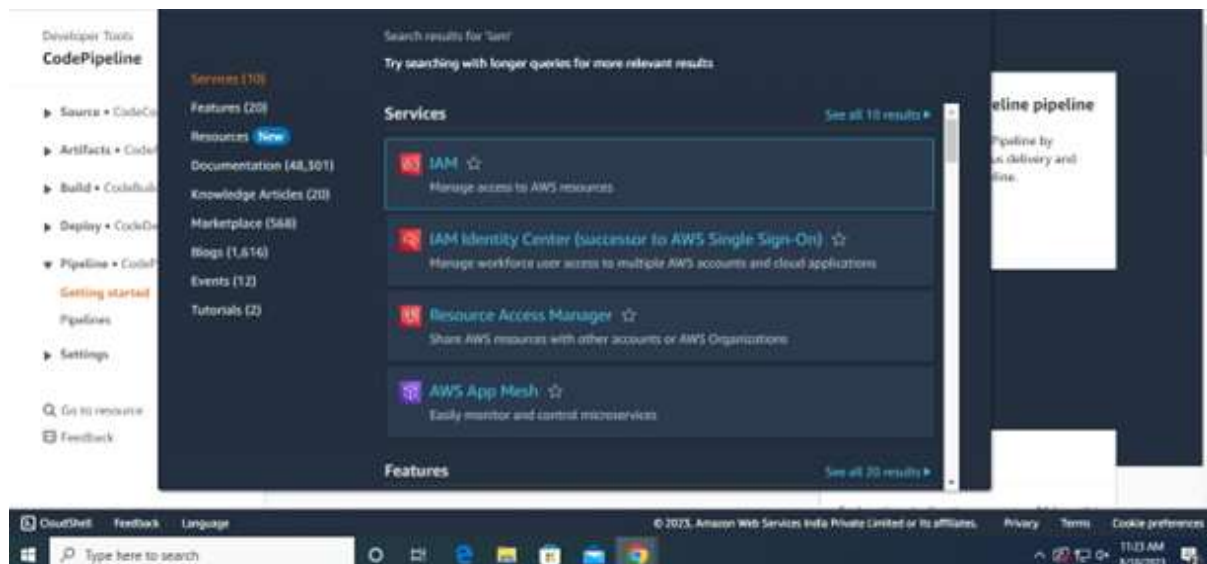 Developer Tools
CodePipeline
Source • CodeCo
Artifacts • CodeA
Build • CodeBuild
Deploy • CodeDe
Pipeline • CodeP
Getting started
Pipelines
Settings
Go to resource
Feedback
Services (10)
Features (20)
Resources New
Documentation (48,301)
Knowledge Articles (20)
Marketplace (568)
Blogs (1,616)
Events (12)
Tutorials (2)
Search results for 'iam'
Try searching with longer queries for more relevant results
Services
See all 10 results
IAM
Manage access to AWS resources
IAM Identity Center (successor to AWS Single Sign-On)
Manage workforce user access to multiple AWS accounts and cloud applications
Resource Access Manager
Share AWS resources with other accounts or AWS Organizations
AWS App Mesh
Easily monitor and control microservices
Features
See all 20 results
eline pipeline
Pipeline by
us delivery and
line.
CloudShell Feedback Language
© 2023, Amazon Web Services India Private Limited or its affiliates. Privacy Terms Cookie preferences
Type here to search
11:23 AM